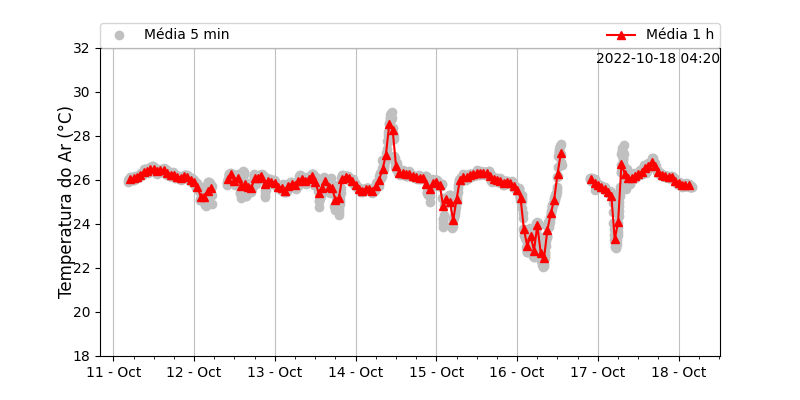 Média 5 min
Média 1 h
2022-10-18 04:20
Temperatura do Ar (°C)
32
30
28
26
24
22
20
18
11 - Oct
12 - Oct
13 - Oct
14 - Oct
15 - Oct
16 - Oct
17 - Oct
18 - Oct